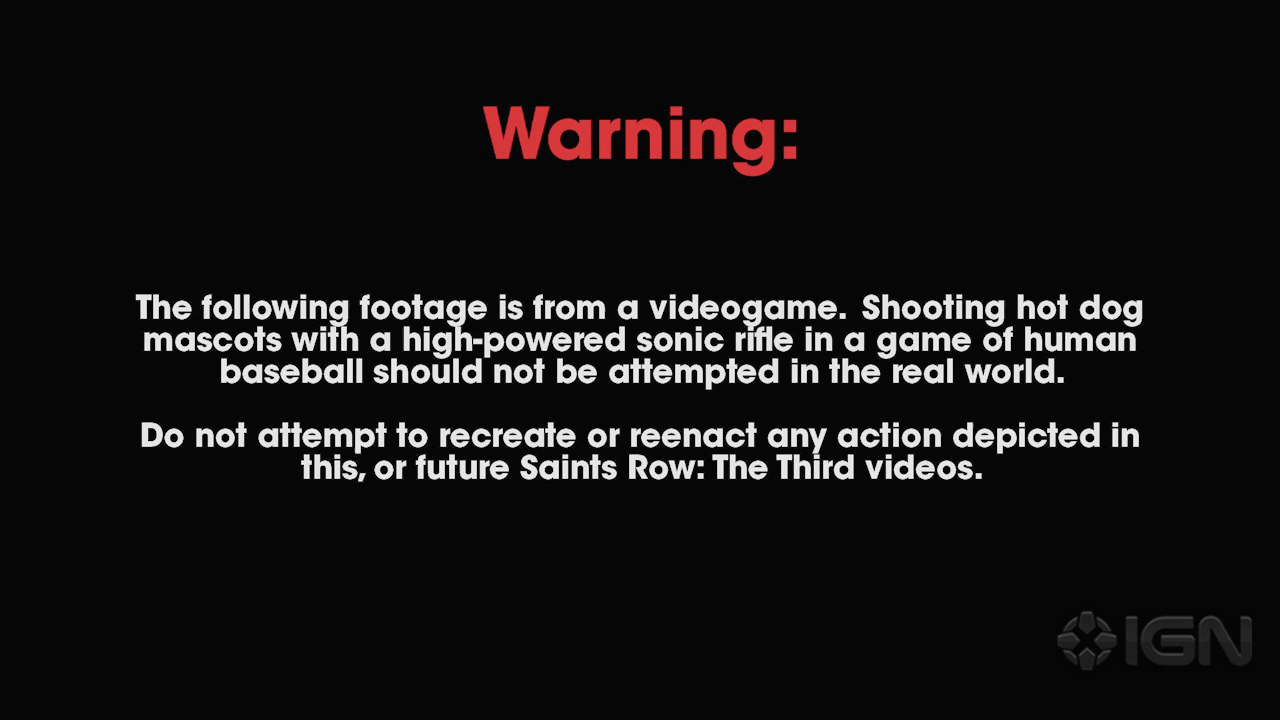 Warning:
The following footage is from a videogame. Shooting hot dog
mascots with a high-powered sonic rifle in a game of human
baseball should not be attempted in the real world.
Do not attempt to recreate or reenact any action depicted in
this, or future Saints Row: The Third videos.
IGN